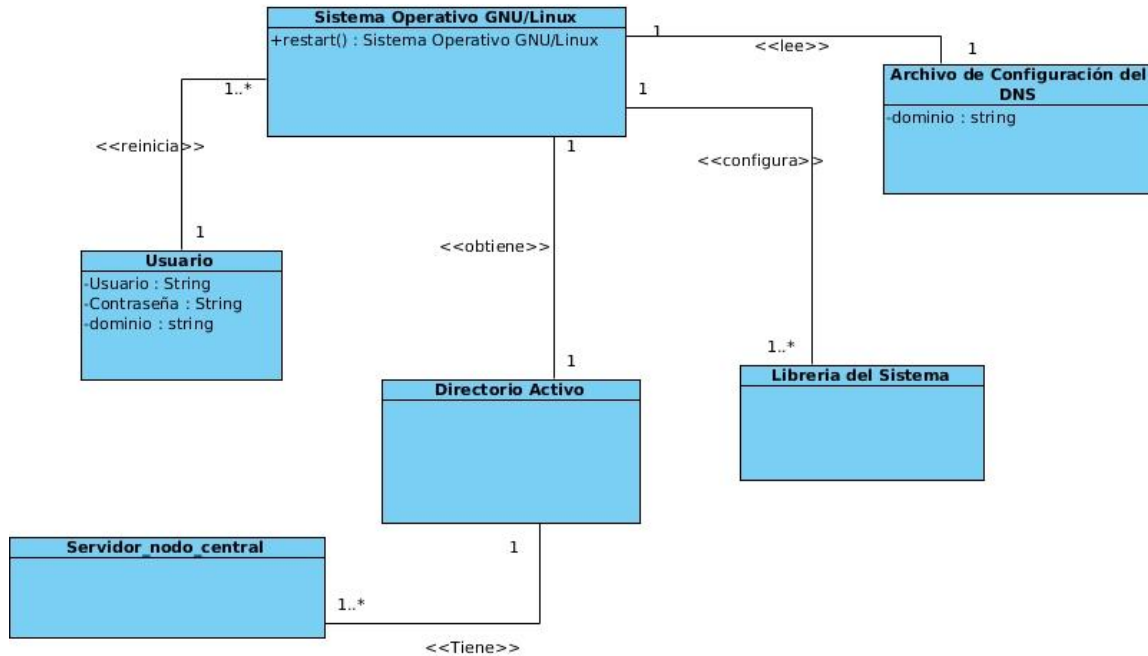 Sistema Operativo GNU/Linux
+restart() : Sistema Operativo GNU/Linux
1
<<lee>>
1
Archivo de Configuración del
DNS
-dominio : string
1..*
1
<<reinicia>>
1
<<configura>>
1
Usuario
-Usuario : String
-Contraseña : String
-dominio : string
<<obtiene>>
1
1..*
Directorio Activo
Libreria del Sistema
Servidor_nodo_central
1
1..*
<<Tiene>>